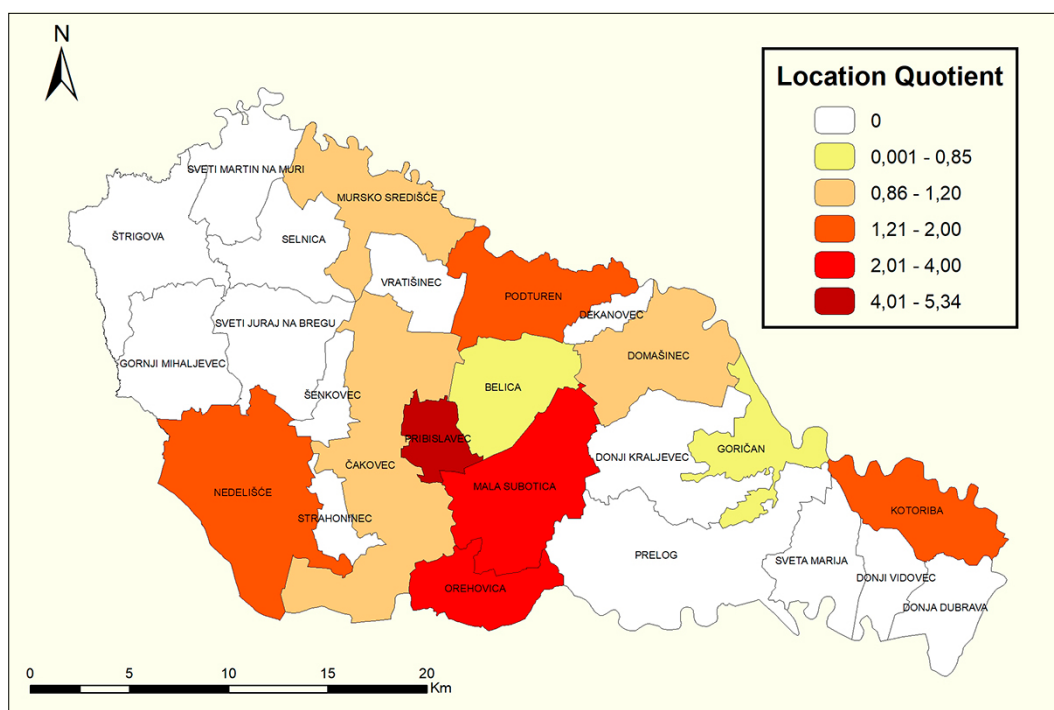 N
Location Quotient
0
0,001 - 0,85
0,86 - 1,20
1,21 - 2,00
2,01 - 4,00
4,01 - 5,34
SVETI MARTIN NA MURI
MURSKO SREDIŠĆE
ŠTRIGOVA
SELNICA
VRATIŠINEC
PODTUREN
DEKANOVEC
SVETI JURAJ NA BREGU
GORNJI MIHALJEVEC
DOMAŠINEC
BELICA
ŠENKOVEC
PRIBISLAVEC
GORIČAN
DONJI KRALJEVEC
ČAKOVEC
NEDELIŠĆE
MALA SUBOTICA
KOTORIBA
STRAHONINEC
PRELOG
SVETA MARIJA
DONJI VIDOVEC
OREHOVICA
DONJA DUBRAVA
0 5 10 15 20
Km